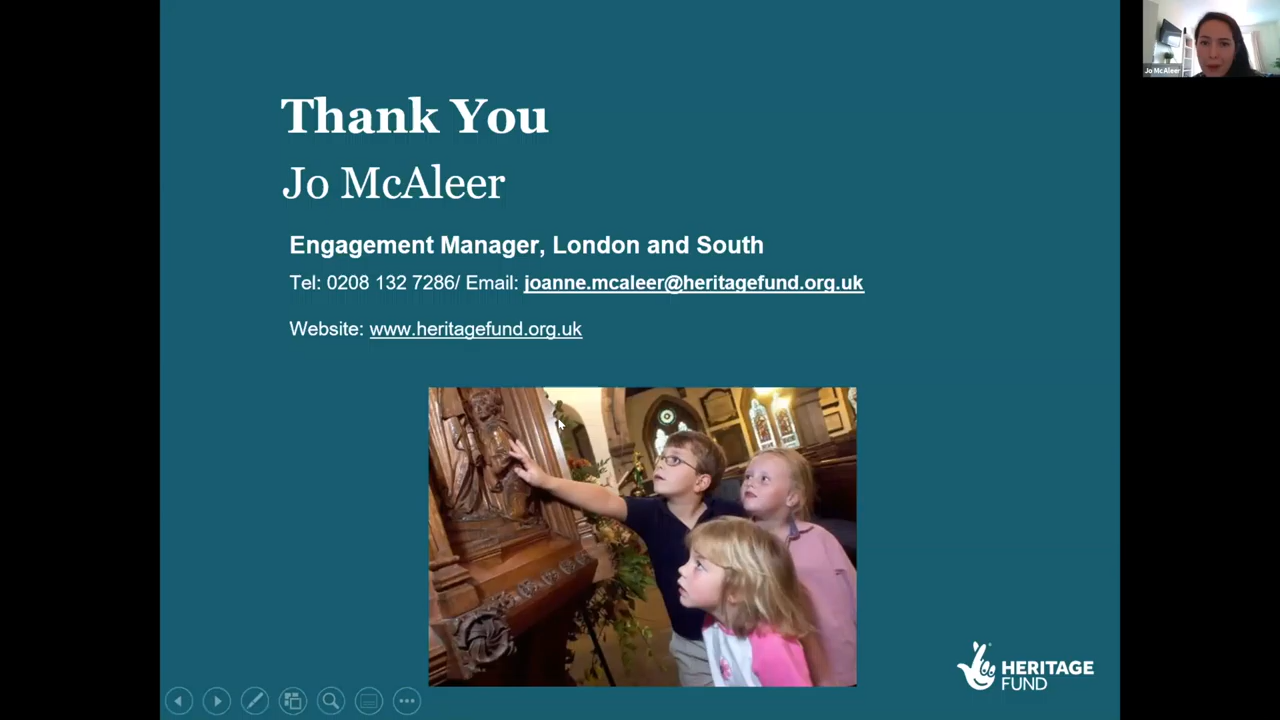 Thank You
Jo McAleer
Engagement Manager, London and South
Tel: 0208 132 7286/ Email: joanne.mcaleer@heritagefund.org.uk
Website: www.heritagefund.org.uk
Jo McAleer
HERITAGE
FUND